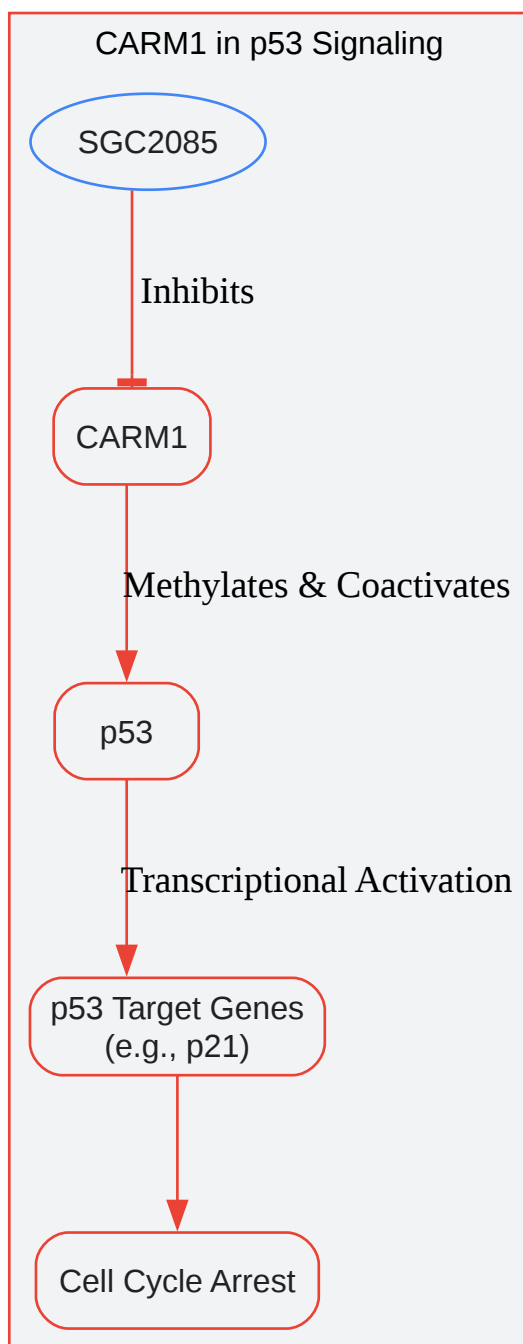 CARM1 in p53 Signaling
SGC2085
Inhibits
CARM1
Methylates & Coactivates
p53
Transcriptional Activation
p53 Target Genes
(e.g., p21)
Cell Cycle Arrest